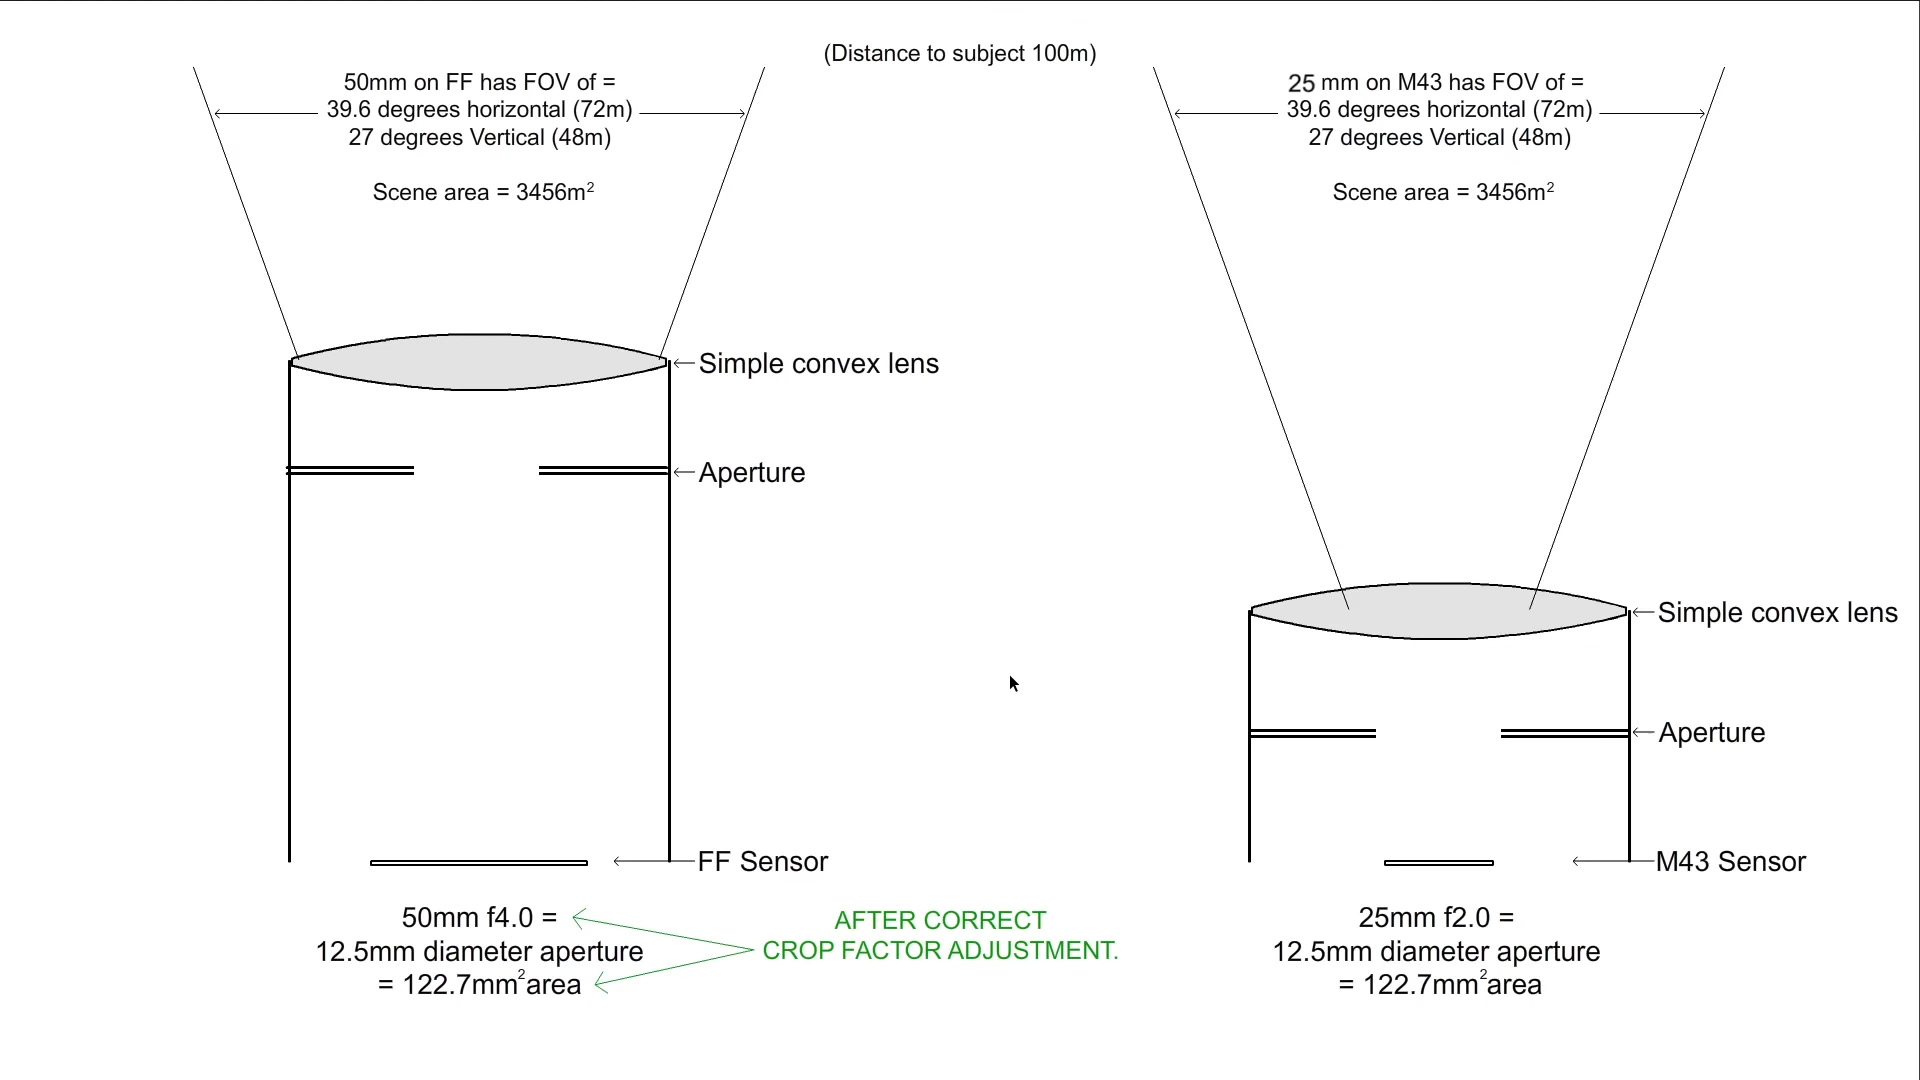 (Distance to subject 100m)
50mm on FF has FOV of =
39.6 degrees horizontal (72m)
27 degrees Vertical (48m)
Scene area = 3456m²
25 mm on M43 has FOV of =
39.6 degrees horizontal (72m)
27 degrees Vertical (48m)
Scene area = 3456m²
Simple convex lens
Aperture
FF Sensor
Simple convex lens
Aperture
M43 Sensor
50mm f4.0 =
12.5mm diameter aperture
= 122.7mm²area
AFTER CORRECT
CROP FACTOR ADJUSTMENT.
25mm f2.0 =
12.5mm diameter aperture
= 122.7mm²area